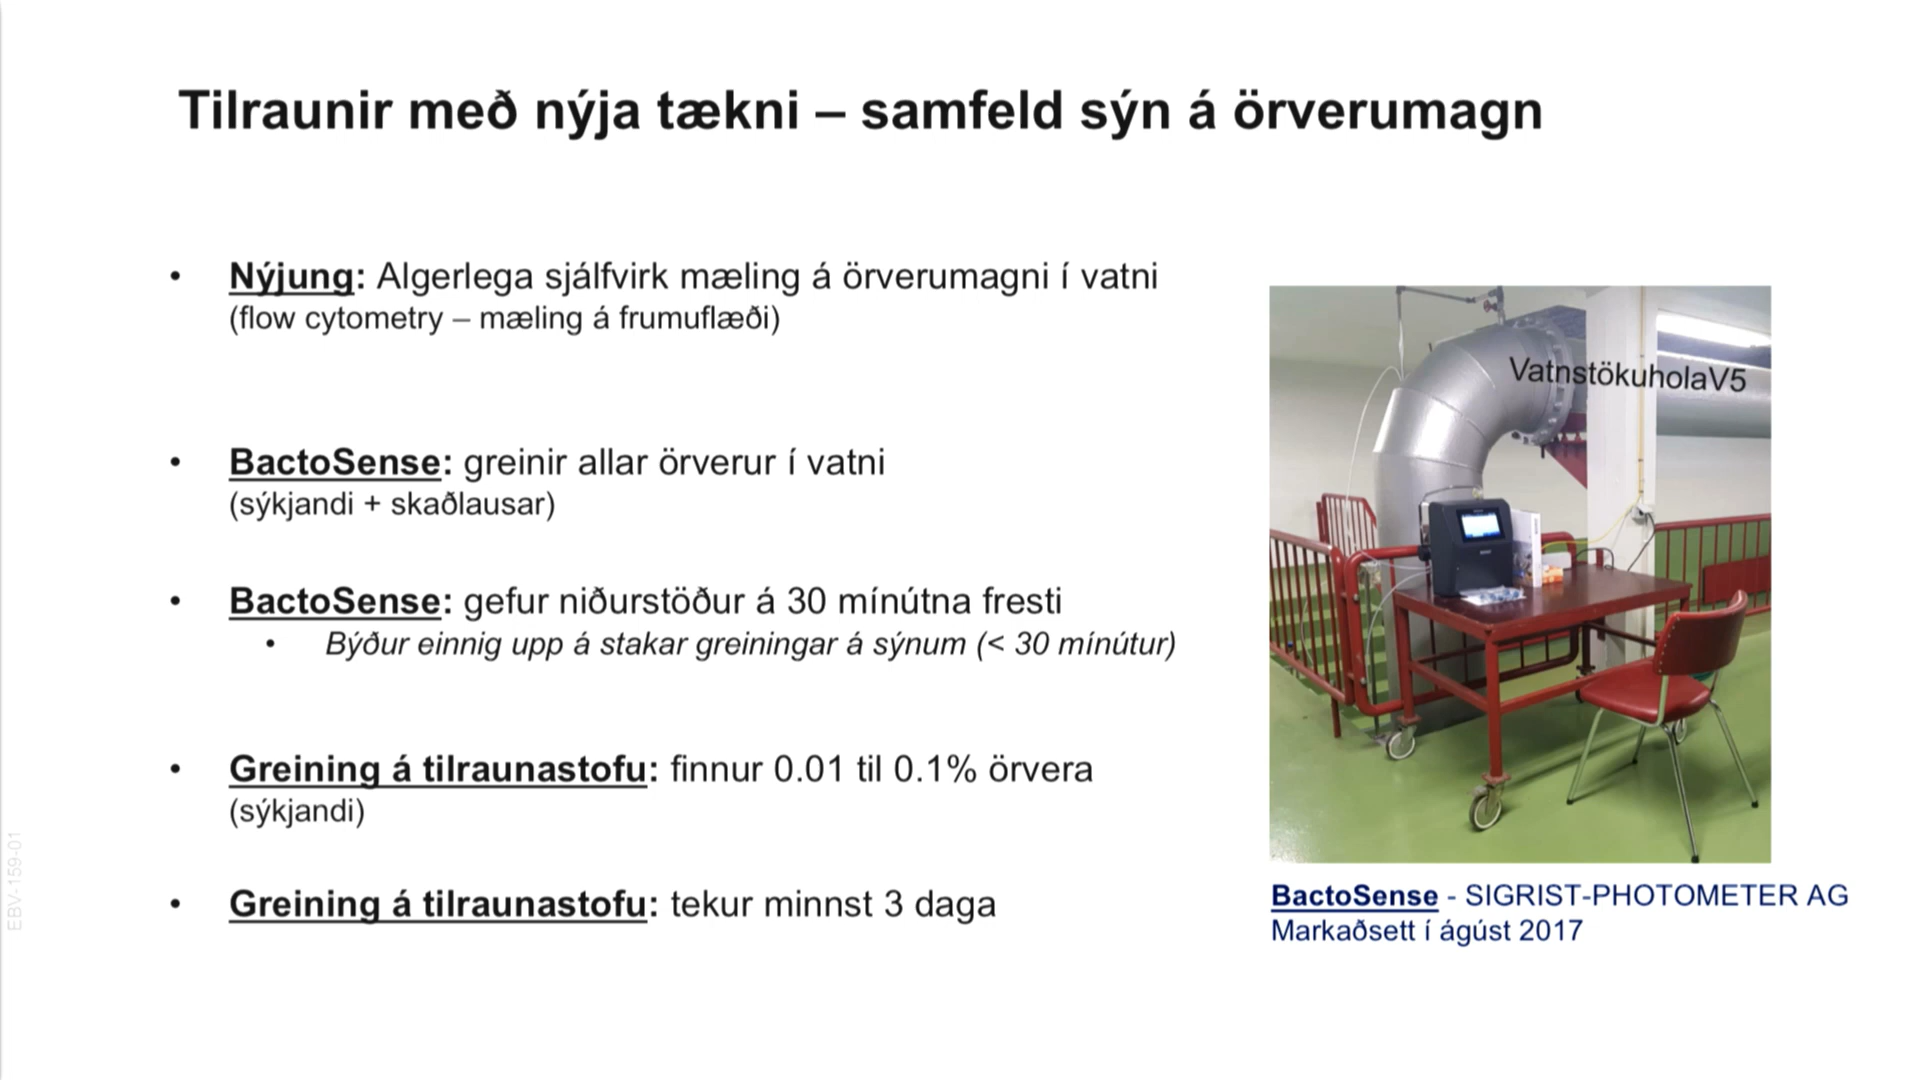 Tilraunir með nýja tækni – samfeld sýn á örverumagn
• Nýjung: Algerlega sjálfvirk mæling á örverumagni í vatni
(flow cytometry – mæling á frumuflæði)
• BactoSense: greinir allar örverur í vatni
(sýkjandi + skaðlausar)
• BactoSense: gefur niðurstöður á 30 mínútna fresti
• Býður einnig upp á stakar greiningar á sýnum (< 30 mínútur)
• Greining á tilraunastofu: finnur 0.01 til 0.1% örvera
(sýkjandi)
• Greining á tilraunastofu: tekur minnst 3 daga
VatnstökuholaV5
BactoSense - SIGRIST-PHOTOMETER AG
Markaðsett í ágúst 2017
EBV-159-01